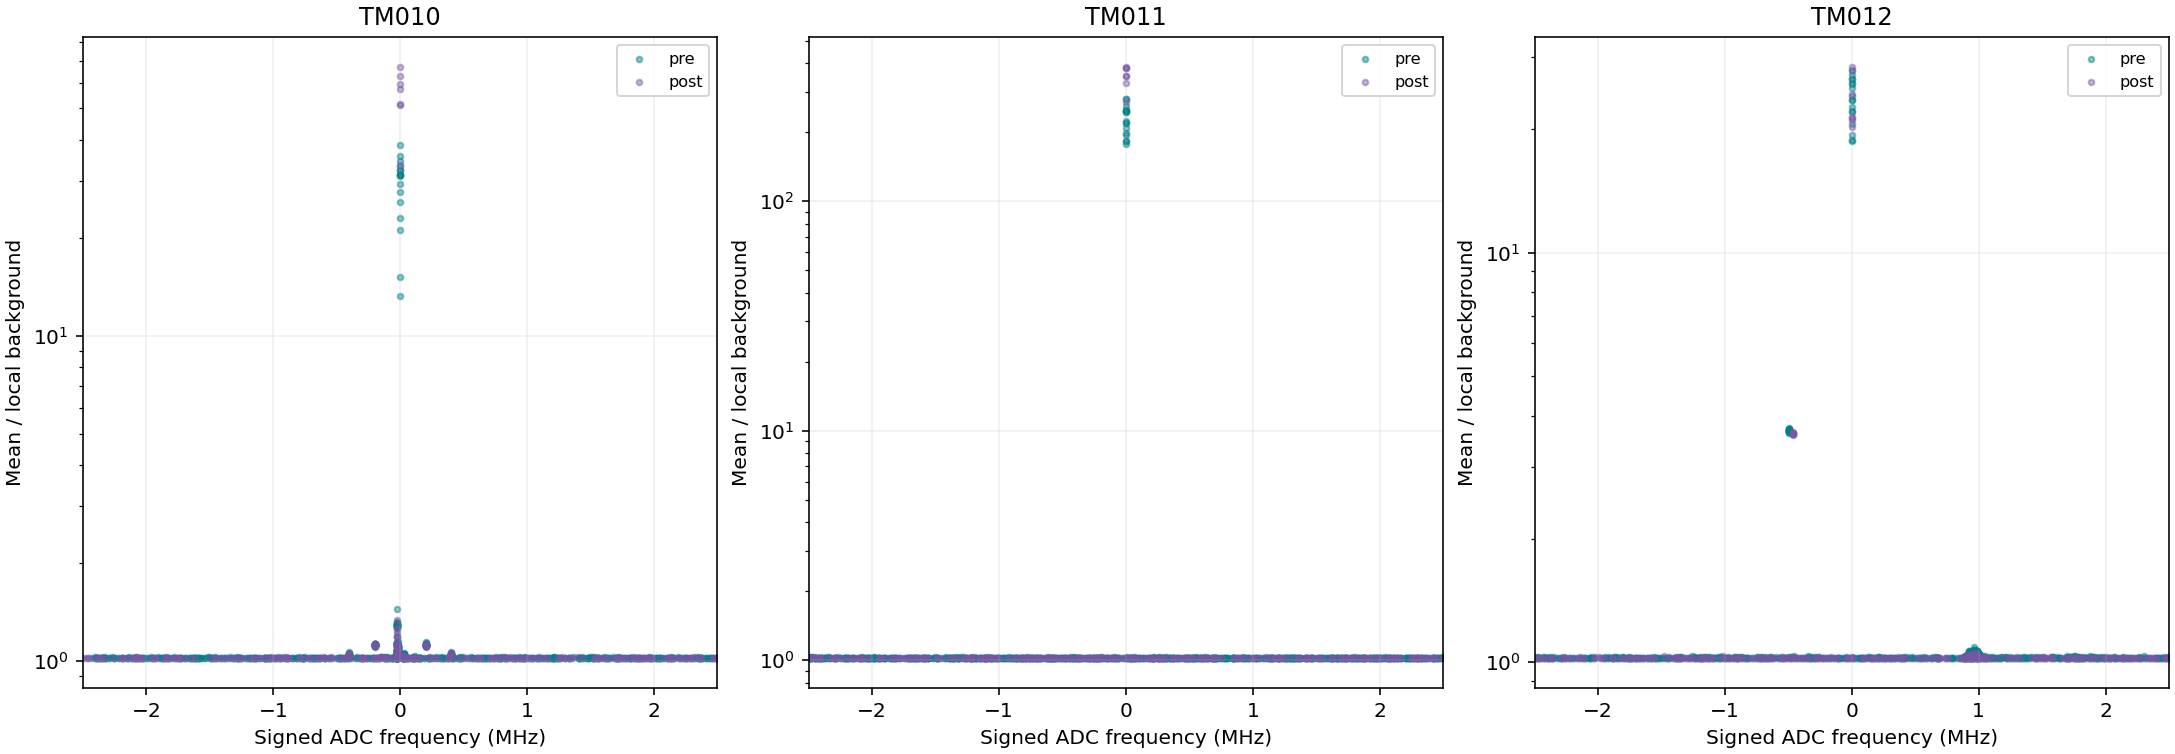 TM010
Mean / local background
10¹
10⁰
pre
post
−2
−1
0
1
2
Signed ADC frequency (MHz)
TM011
Mean / local background
10²
10¹
10⁰
pre
post
−2
−1
0
1
2
Signed ADC frequency (MHz)
TM012
Mean / local background
10¹
10⁰
pre
post
−2
−1
0
1
2
Signed ADC frequency (MHz)